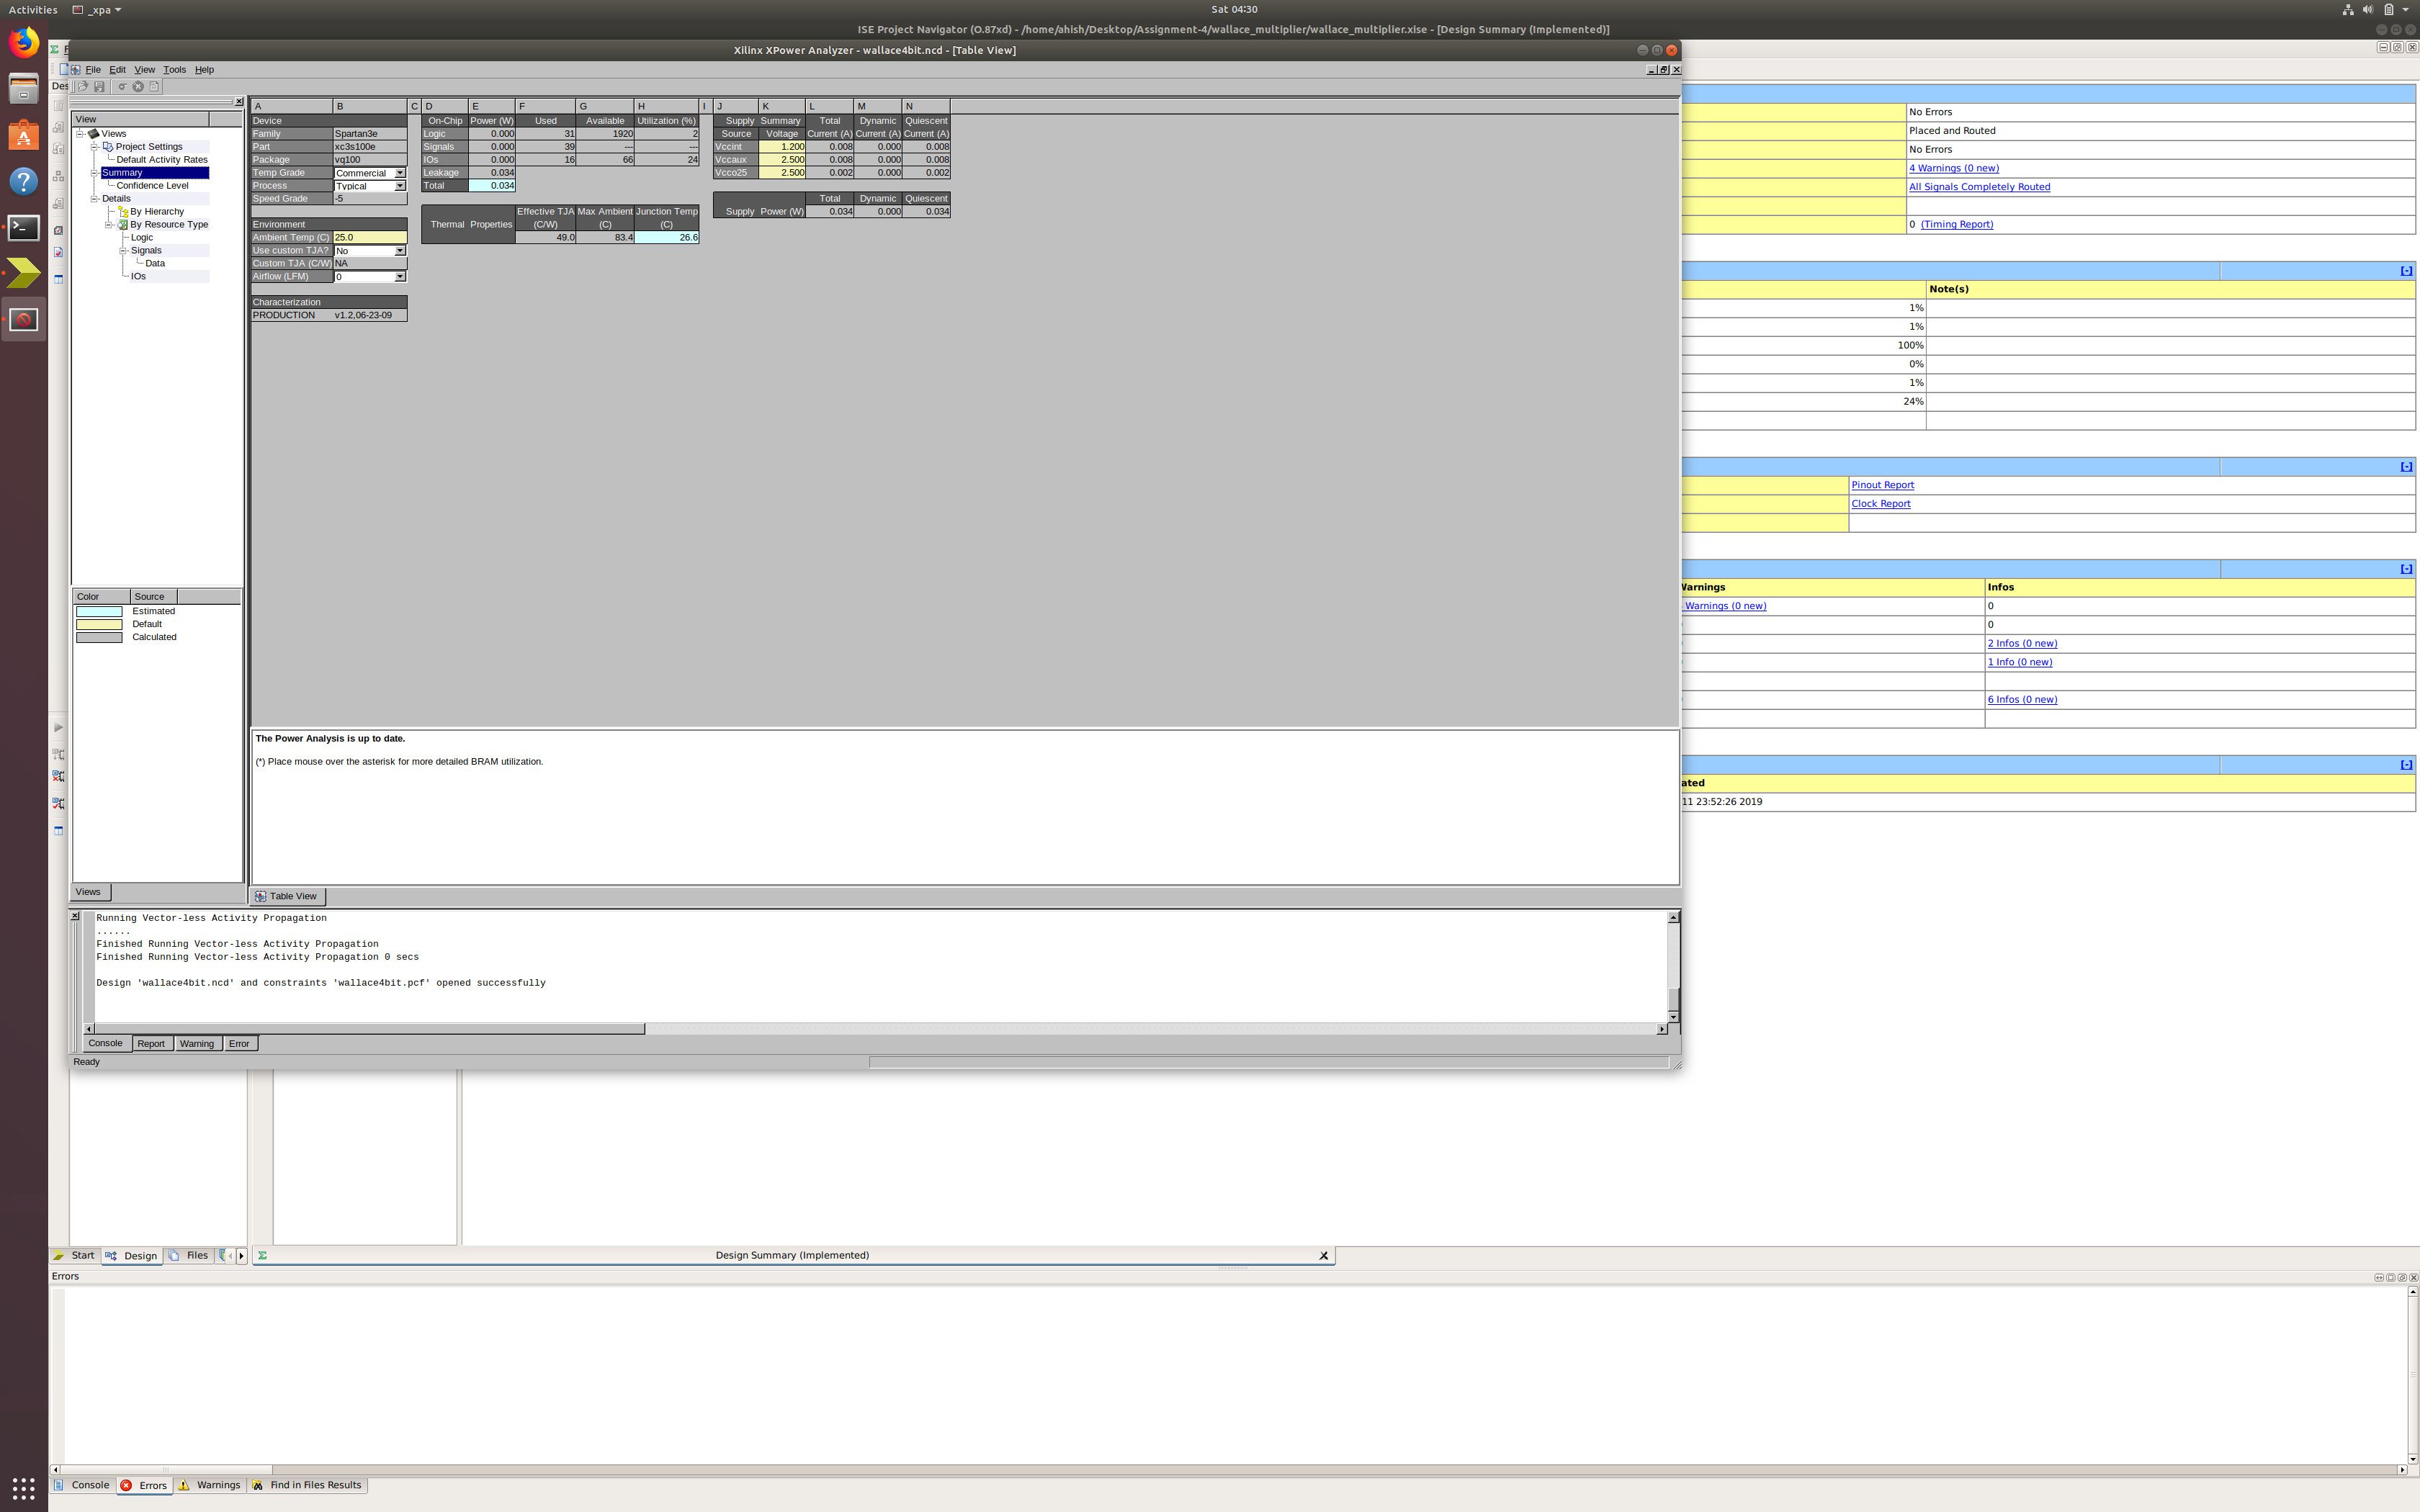 Activities _xpa Sat 04:30
ISE Project Navigator (O.87xd) - /home/ahish/Desktop/Assignment-4/wallace_multiplier/wallace_multiplier.xise - [Design Summary (Implemented)]
Xilinx XPower Analyzer - wallace4bit.ncd - [Table View]
File Edit View Tools Help
Des
View
Views
Project Settings
Default Activity Rates
Summary
Confidence Level
Details
By Hierarchy
By Resource Type
Logic
Signals
Data
IOs
Color Source
Estimated
Default
Calculated
Views
A B C D E F G H I J K L M N
Device
Family Spartan3e
Part xc3s100e
Package vq100
Temp Grade Commercial
Process Typical
Speed Grade -5
Environment
Ambient Temp (C) 25.0
Use custom TJA? No
Custom TJA (C/W) NA
Airflow (LFM) 0
Characterization
PRODUCTION v1.2,06-23-09
On-Chip Power (W) Used Available Utilization (%)
Logic 0.000 31 1920 2
Signals 0.000 39 --- ---
IOs 0.000 16 66 24
Leakage 0.034
Total 0.034
Effective TJA Max Ambient Junction Temp
Thermal Properties (C/W) (C) (C)
49.0 83.4 26.6
Supply Summary Total Dynamic Quiescent
Source Voltage Current (A) Current (A) Current (A)
Vccint 1.200 0.008 0.000 0.008
Vccaux 2.500 0.008 0.000 0.008
Vcco25 2.500 0.002 0.000 0.002
Total Dynamic Quiescent
Supply Power (W) 0.034 0.000 0.034
The Power Analysis is up to date.
(*) Place mouse over the asterisk for more detailed BRAM utilization.
Table View
Running Vector-less Activity Propagation
......
Finished Running Vector-less Activity Propagation
Finished Running Vector-less Activity Propagation 0 secs
Design 'wallace4bit.ncd' and constraints 'wallace4bit.pcf' opened successfully
Console Report Warning Error
Ready
No Errors
Placed and Routed
No Errors
4 Warnings (0 new)
All Signals Completely Routed
0 (Timing Report)
[-]
Note(s)
1%
1%
100%
0%
1%
24%
[-]
Pinout Report
Clock Report
[-]
Warnings Infos
Warnings (0 new) 0
0
2 Infos (0 new)
1 Info (0 new)
6 Infos (0 new)
[-]
ated
11 23:52:26 2019
Start Design Files
Design Summary (Implemented)
Errors
Console Errors Warnings Find in Files Results